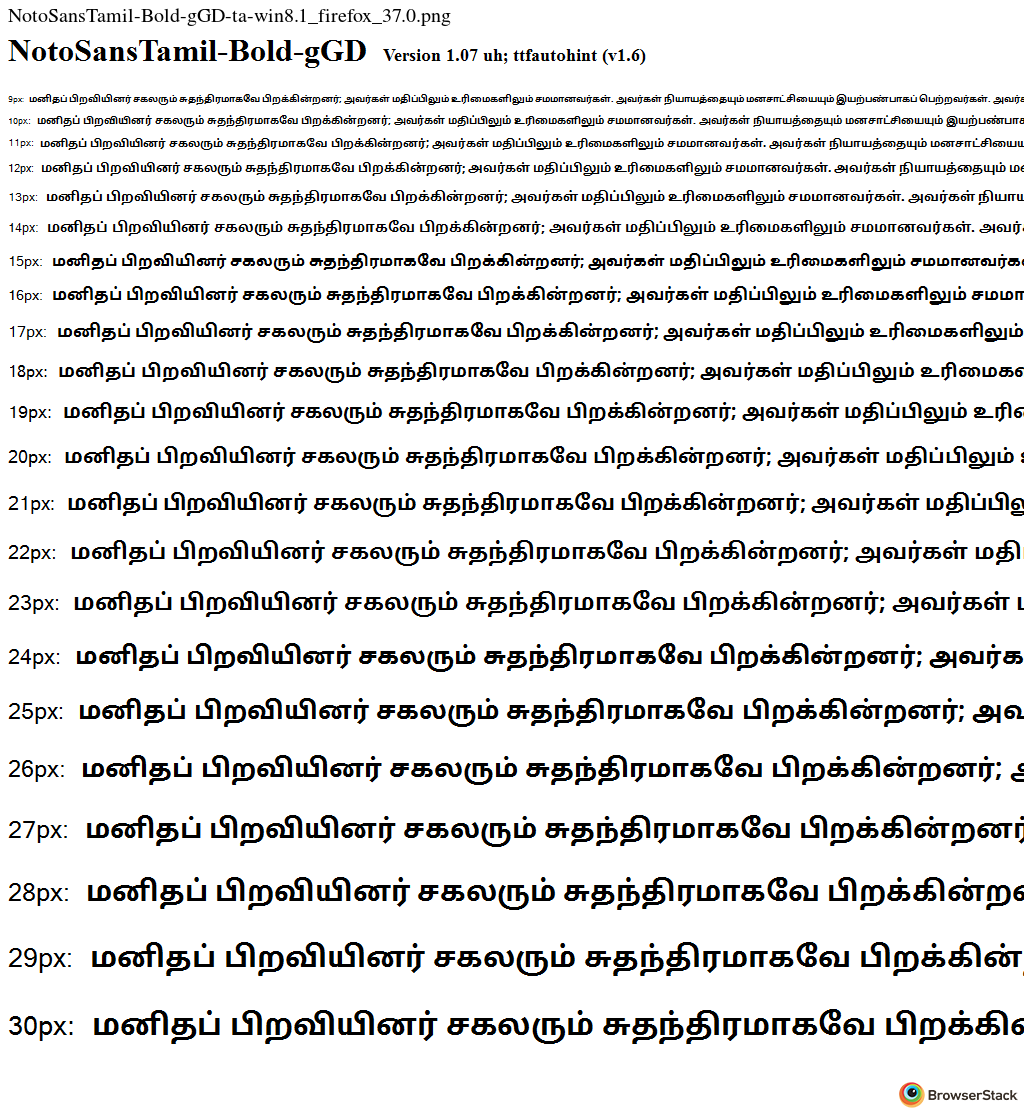 NotoSansTamil-Bold-gGD-ta-win8.1_firefox_37.0.png
NotoSansTamil-Bold-gGD Version 1.07 uh; ttfautohint (v1.6)
9px: மனிதப் பிறவியினர் சகலரும் சுதந்திரமாகவே பிறக்கின்றனர்; அவர்கள் மதிப்பிலும் உரிமைகளிலும் சமமானவர்கள். அவர்கள் நியாயத்தையும் மனசாட்சியையும் இயற்பண்பாகப் பெற்றவர்கள்.
10px: மனிதப் பிறவியினர் சகலரும் சுதந்திரமாகவே பிறக்கின்றனர்; அவர்கள் மதிப்பிலும் உரிமைகளிலும் சமமானவர்கள். அவர்கள் நியாயத்தையும் மனசாட்சியையும்
11px: மனிதப் பிறவியினர் சகலரும் சுதந்திரமாகவே பிறக்கின்றனர்; அவர்கள் மதிப்பிலும் உரிமைகளிலும் சமமானவர்கள். அவர்கள் நியாயத்தையும்
12px: மனிதப் பிறவியினர் சகலரும் சுதந்திரமாகவே பிறக்கின்றனர்; அவர்கள் மதிப்பிலும் உரிமைகளிலும் சமமானவர்கள். அவர்கள் நியாயத்தையும்
13px: மனிதப் பிறவியினர் சகலரும் சுதந்திரமாகவே பிறக்கின்றனர்; அவர்கள் மதிப்பிலும் உரிமைகளிலும் சமமானவர்கள். அவர்கள்
14px: மனிதப் பிறவியினர் சகலரும் சுதந்திரமாகவே பிறக்கின்றனர்; அவர்கள் மதிப்பிலும் உரிமைகளிலும் சமமானவர்கள்.
15px: மனிதப் பிறவியினர் சகலரும் சுதந்திரமாகவே பிறக்கின்றனர்; அவர்கள் மதிப்பிலும் உரிமைகளிலும்
16px: மனிதப் பிறவியினர் சகலரும் சுதந்திரமாகவே பிறக்கின்றனர்; அவர்கள் மதிப்பிலும் உரிமைகளிலும்
17px: மனிதப் பிறவியினர் சகலரும் சுதந்திரமாகவே பிறக்கின்றனர்; அவர்கள் மதிப்பிலும் உரிமைகளிலும்
18px: மனிதப் பிறவியினர் சகலரும் சுதந்திரமாகவே பிறக்கின்றனர்; அவர்கள் மதிப்பிலும்
19px: மனிதப் பிறவியினர் சகலரும் சுதந்திரமாகவே பிறக்கின்றனர்; அவர்கள் மதிப்பிலும்
20px: மனிதப் பிறவியினர் சகலரும் சுதந்திரமாகவே பிறக்கின்றனர்; அவர்கள் மதிப்பிலும்
21px: மனிதப் பிறவியினர் சகலரும் சுதந்திரமாகவே பிறக்கின்றனர்; அவர்கள்
22px: மனிதப் பிறவியினர் சகலரும் சுதந்திரமாகவே பிறக்கின்றனர்; அவர்கள்
23px: மனிதப் பிறவியினர் சகலரும் சுதந்திரமாகவே பிறக்கின்றனர்; அவர்கள்
24px: மனிதப் பிறவியினர் சகலரும் சுதந்திரமாகவே பிறக்கின்றனர்;
25px: மனிதப் பிறவியினர் சகலரும் சுதந்திரமாகவே பிறக்கின்றனர்;
26px: மனிதப் பிறவியினர் சகலரும் சுதந்திரமாகவே பிறக்கின்றனர்;
27px: மனிதப் பிறவியினர் சகலரும் சுதந்திரமாகவே பிறக்கின்றனர்
28px: மனிதப் பிறவியினர் சகலரும் சுதந்திரமாகவே
29px: மனிதப் பிறவியினர் சகலரும் சுதந்திரமாகவே
30px: மனிதப் பிறவியினர் சகலரும் சுதந்திரமாகவே
BrowserStack